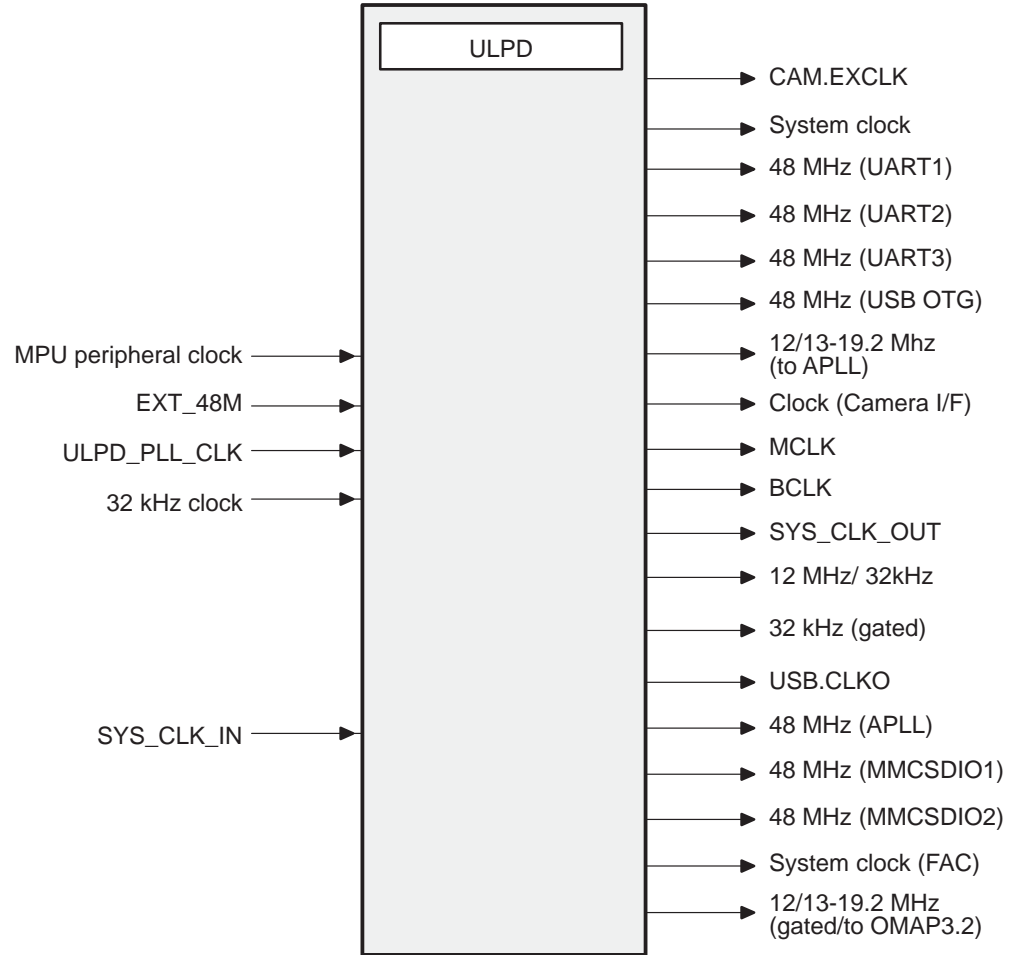 ULPD
CAM.EXCLK
System clock
48 MHz (UART1)
48 MHz (UART2)
48 MHz (UART3)
48 MHz (USB OTG)
12/13-19.2 Mhz
(to APLL)
Clock (Camera I/F)
MCLK
BCLK
SYS_CLK_OUT
12 MHz/ 32kHz
32 kHz (gated)
USB.CLKO
48 MHz (APLL)
48 MHz (MMCSDIO1)
48 MHz (MMCSDIO2)
System clock (FAC)
12/13-19.2 MHz
(gated/to OMAP3.2)
MPU peripheral clock
EXT_48M
ULPD_PLL_CLK
32 kHz clock
SYS_CLK_IN